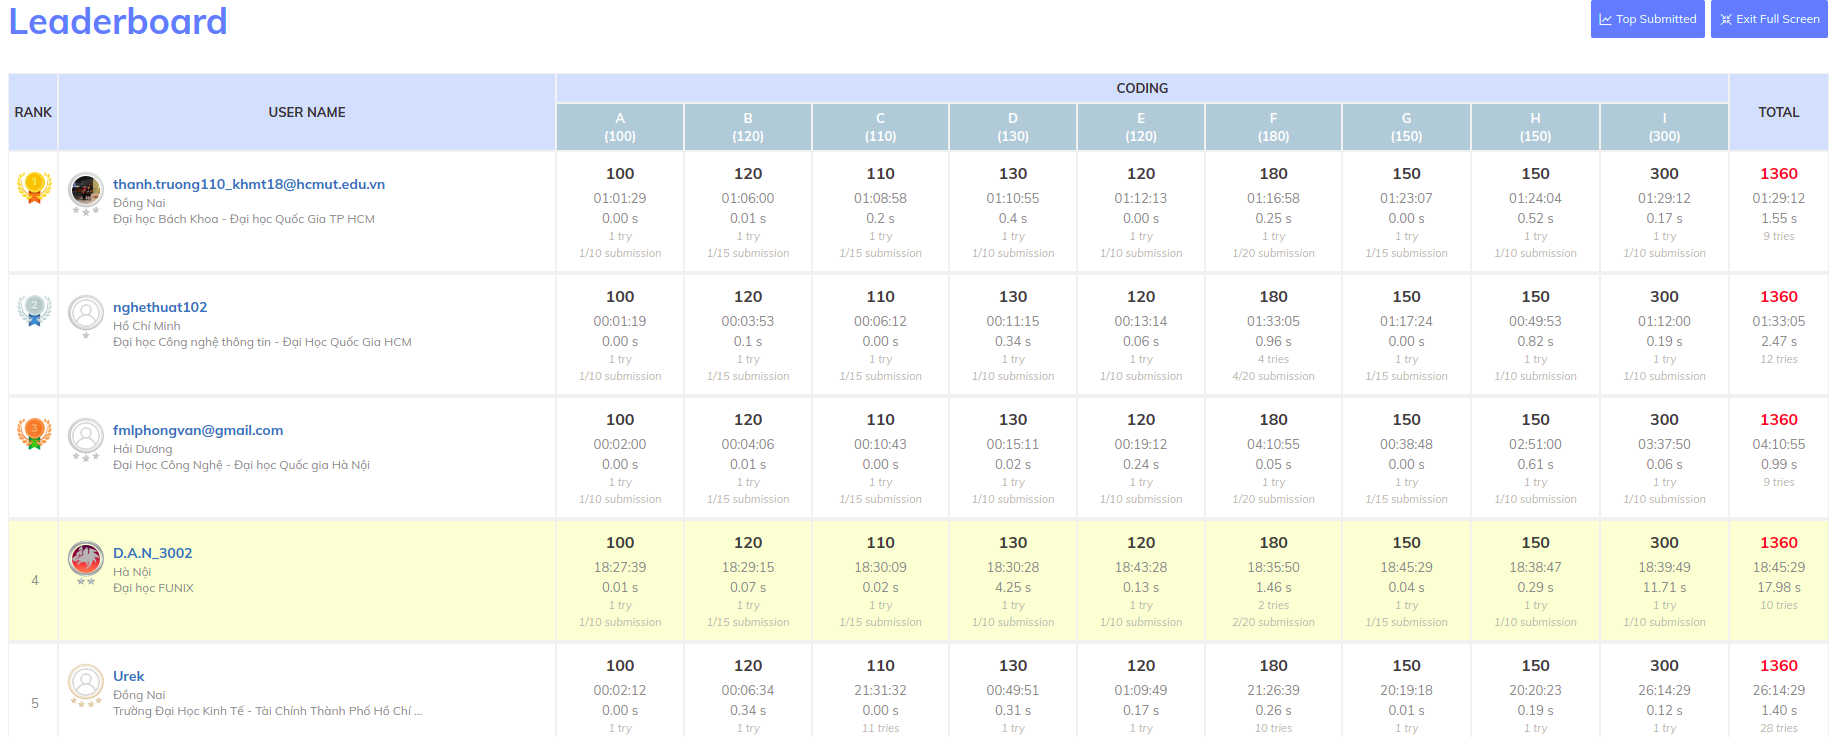 Leaderboard
Top Submitted
Exit Full Screen
RANK USER NAME CODING TOTAL
A B C D E F G H I
(100) (120) (110) (130) (120) (180) (150) (150) (300)
1
thanh.truong110_khmt18@hcmut.edu.vn
Đồng Nai
Đại học Bách Khoa - Đại học Quốc Gia TP HCM
100 120 110 130 120 180 150 150 300 1360
01:01:29 01:06:00 01:08:58 01:10:55 01:12:13 01:16:58 01:23:07 01:24:04 01:29:12 01:29:12
0.00 s 0.01 s 0.2 s 0.4 s 0.00 s 0.25 s 0.00 s 0.52 s 0.17 s 1.55 s
1 try 1 try 1 try 1 try 1 try 1 try 1 try 1 try 1 try 9 tries
1/10 submission 1/15 submission 1/15 submission 1/10 submission 1/10 submission 1/20 submission 1/15 submission 1/10 submission 1/10 submission
2
nghethuat102
Hồ Chí Minh
Đại học Công nghệ thông tin - Đại Học Quốc Gia HCM
100 120 110 130 120 180 150 150 300 1360
00:01:19 00:03:53 00:06:12 00:11:15 00:13:14 01:33:05 01:17:24 00:49:53 01:12:00 01:33:05
0.00 s 0.1 s 0.00 s 0.34 s 0.06 s 0.96 s 0.00 s 0.82 s 0.19 s 2.47 s
1 try 1 try 1 try 1 try 1 try 4 tries 1 try 1 try 1 try 12 tries
1/10 submission 1/15 submission 1/15 submission 1/10 submission 1/10 submission 4/20 submission 1/15 submission 1/10 submission 1/10 submission
3
fmlphongvan@gmail.com
Hải Dương
Đại Học Công Nghệ - Đại học Quốc gia Hà Nội
100 120 110 130 120 180 150 150 300 1360
00:02:00 00:04:06 00:10:43 00:15:11 00:19:12 04:10:55 00:38:48 02:51:00 03:37:50 04:10:55
0.00 s 0.01 s 0.00 s 0.02 s 0.24 s 0.05 s 0.00 s 0.61 s 0.06 s 0.99 s
1 try 1 try 1 try 1 try 1 try 1 try 1 try 1 try 1 try 9 tries
1/10 submission 1/15 submission 1/15 submission 1/10 submission 1/10 submission 1/20 submission 1/15 submission 1/10 submission 1/10 submission
4
D.A.N_3002
Hà Nội
Đại học FUNIX
100 120 110 130 120 180 150 150 300 1360
18:27:39 18:29:15 18:30:09 18:30:28 18:43:28 18:35:50 18:45:29 18:38:47 18:39:49 18:45:29
0.01 s 0.07 s 0.02 s 4.25 s 0.13 s 1.46 s 0.04 s 0.29 s 11.71 s 17.98 s
1 try 1 try 1 try 1 try 1 try 2 tries 1 try 1 try 1 try 10 tries
1/10 submission 1/15 submission 1/15 submission 1/10 submission 1/10 submission 2/20 submission 1/15 submission 1/10 submission 1/10 submission
5
Urek
Đồng Nai
Trường Đại Học Kinh Tế - Tài Chính Thành Phố Hồ Chí ...
100 120 110 130 120 180 150 150 300 1360
00:02:12 00:06:34 21:31:32 00:49:51 01:09:49 21:26:39 20:19:18 20:20:23 26:14:29 26:14:29
0.00 s 0.34 s 0.00 s 0.31 s 0.17 s 0.26 s 0.01 s 0.19 s 0.12 s 1.40 s
1 try 1 try 11 tries 1 try 1 try 10 tries 1 try 1 try 1 try 28 tries